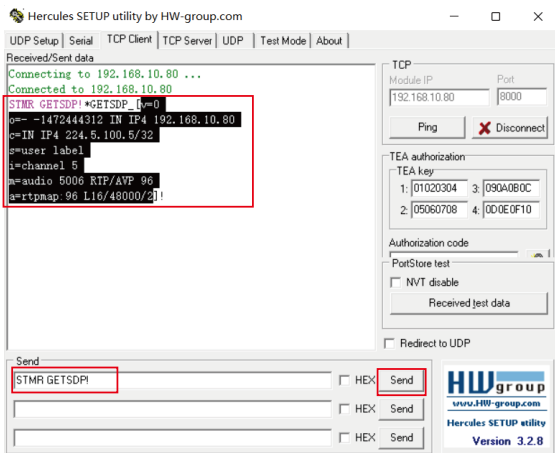 Hercules SETUP utility by HW-group.com
UDP Setup Serial TCP Client TCP Server UDP Test Mode About
Received/Sent data
Connecting to 192.168.10.80 ...
Connected to 192.168.10.80
STMR GETSDP!*GETSDP_[v=0
o=- -1472444312 IN IP4 192.168.10.80
c=IN IP4 224.5.100.5/32
s=user label
i=channel 5
m=audio 5006 RTP/AVP 96
a=rtpmap:96 L16/48000/2]!
TCP
Module IP Port
192.168.10.80 8000
Ping Disconnect
TEA authorization
TEA key
1: 01020304 3: 090A0B0C
2: 05060708 4: 0D0E0F10
Authorization code
PortStore test
NVT disable
Received test data
Redirect to UDP
Send
STMR GETSDP! HEX Send
HEX Send
HEX Send
HWgroup
www.HW-group.com
Hercules SETUP utility
Version 3.2.8